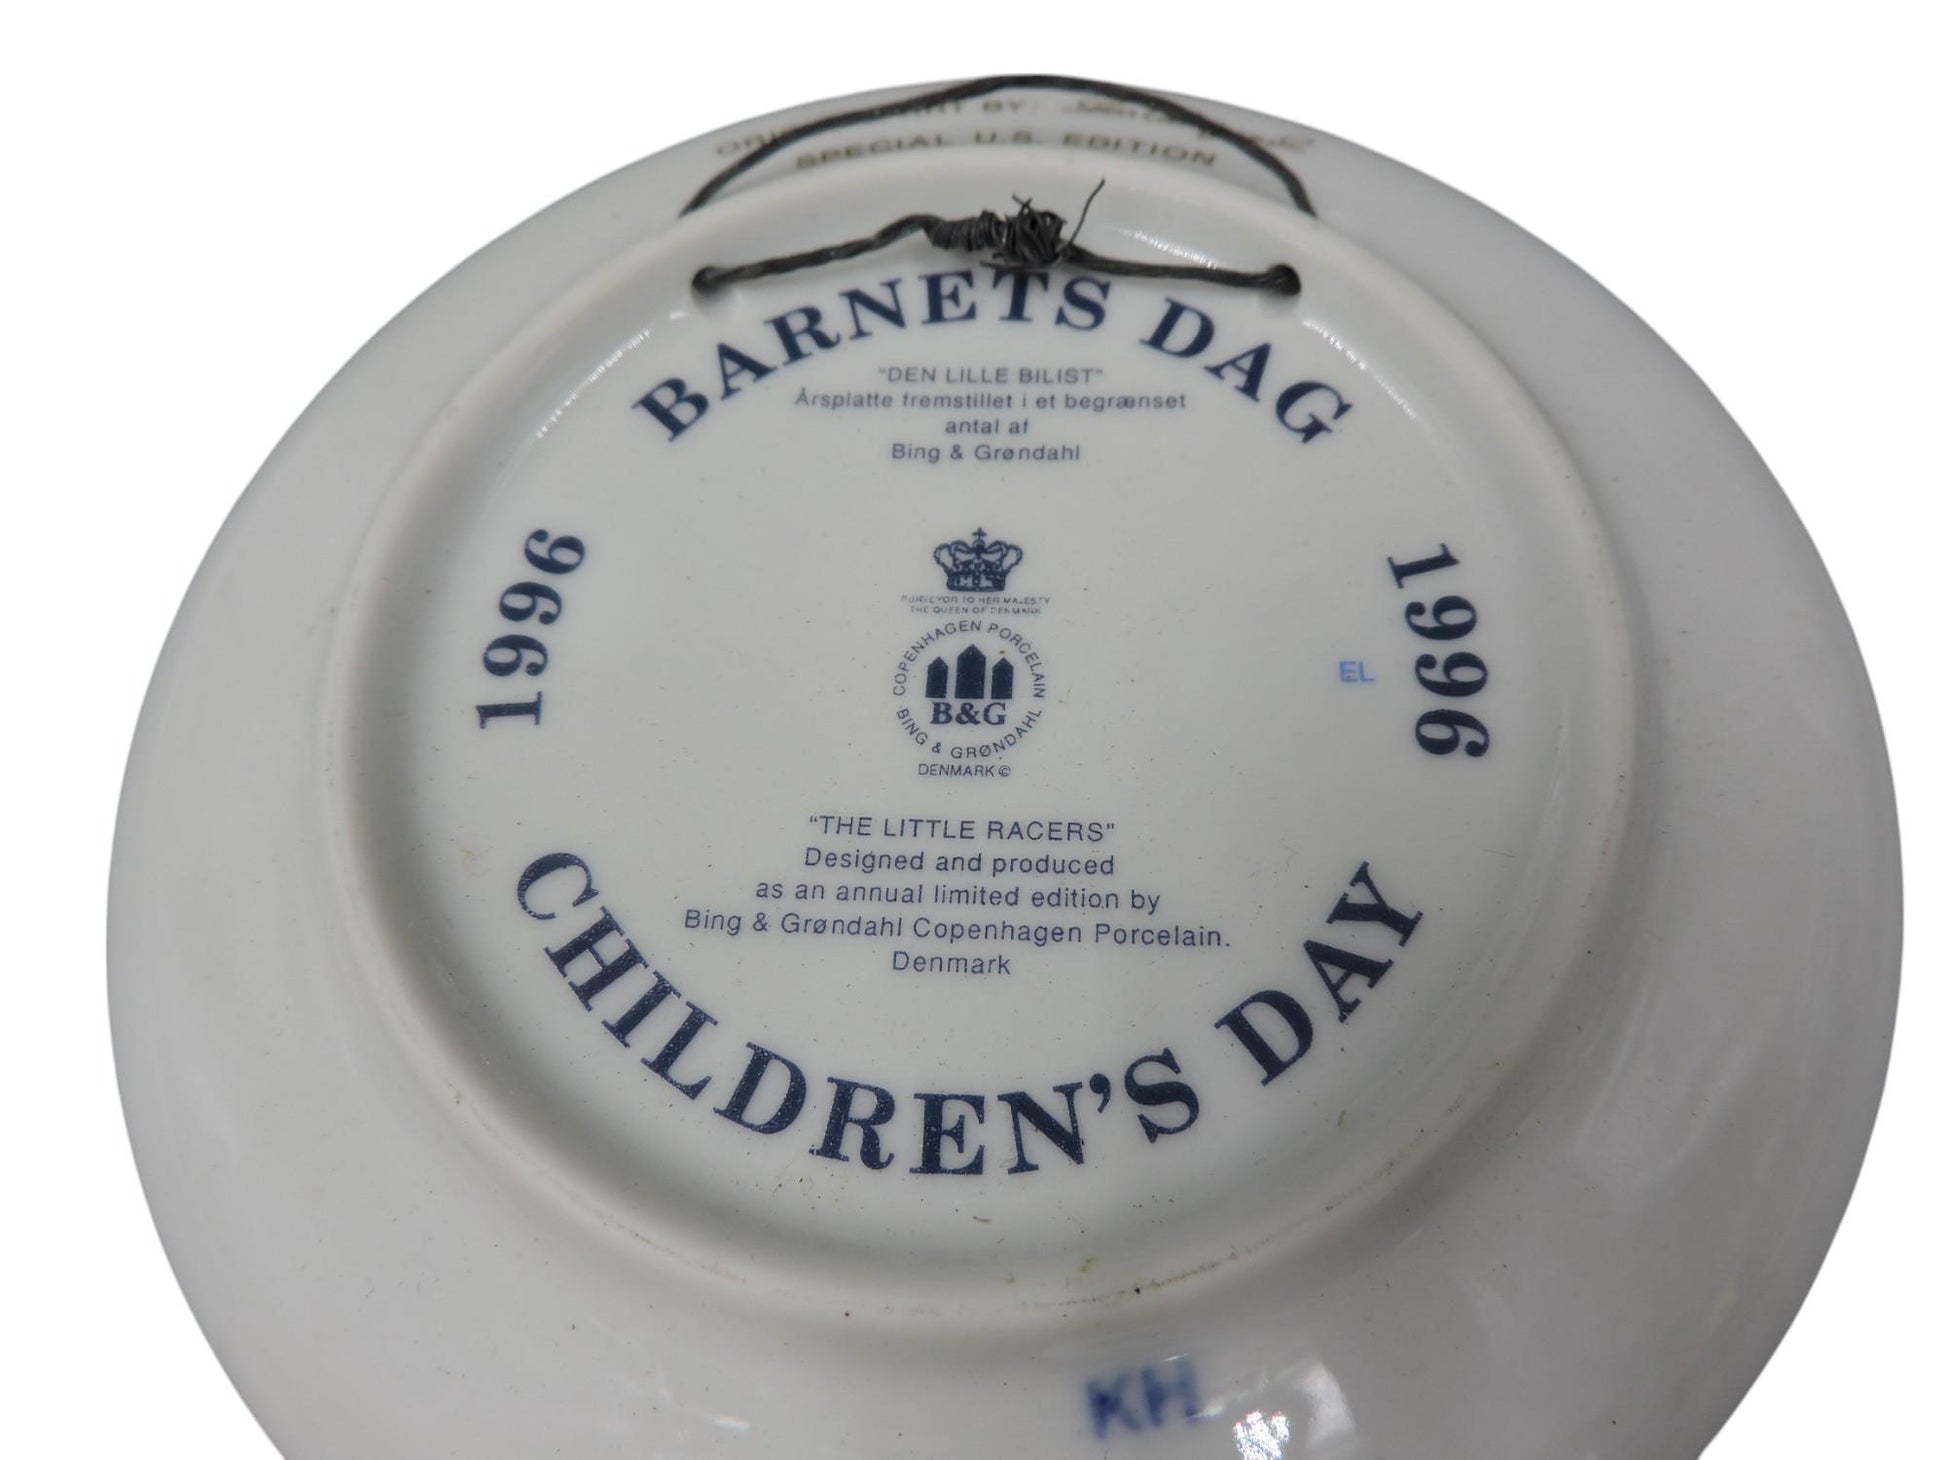 ART BY:
SPECIAL U.S. EDITION
BARNETS DAG
"DEN LILLE BILIST"
Årsplatte fremstillet i et begrænset
antal af
Bing & Grøndahl
1996
1996
PURVEYOR TO HER MAJESTY
THE QUEEN OF DENMARK
COPENHAGEN PORCELAIN
B&G
BING & GRØNDAHL
DENMARK ©
EL
"THE LITTLE RACERS"
Designed and produced
as an annual limited edition by
Bing & Grøndahl Copenhagen Porcelain.
Denmark
CHILDREN'S DAY
KH